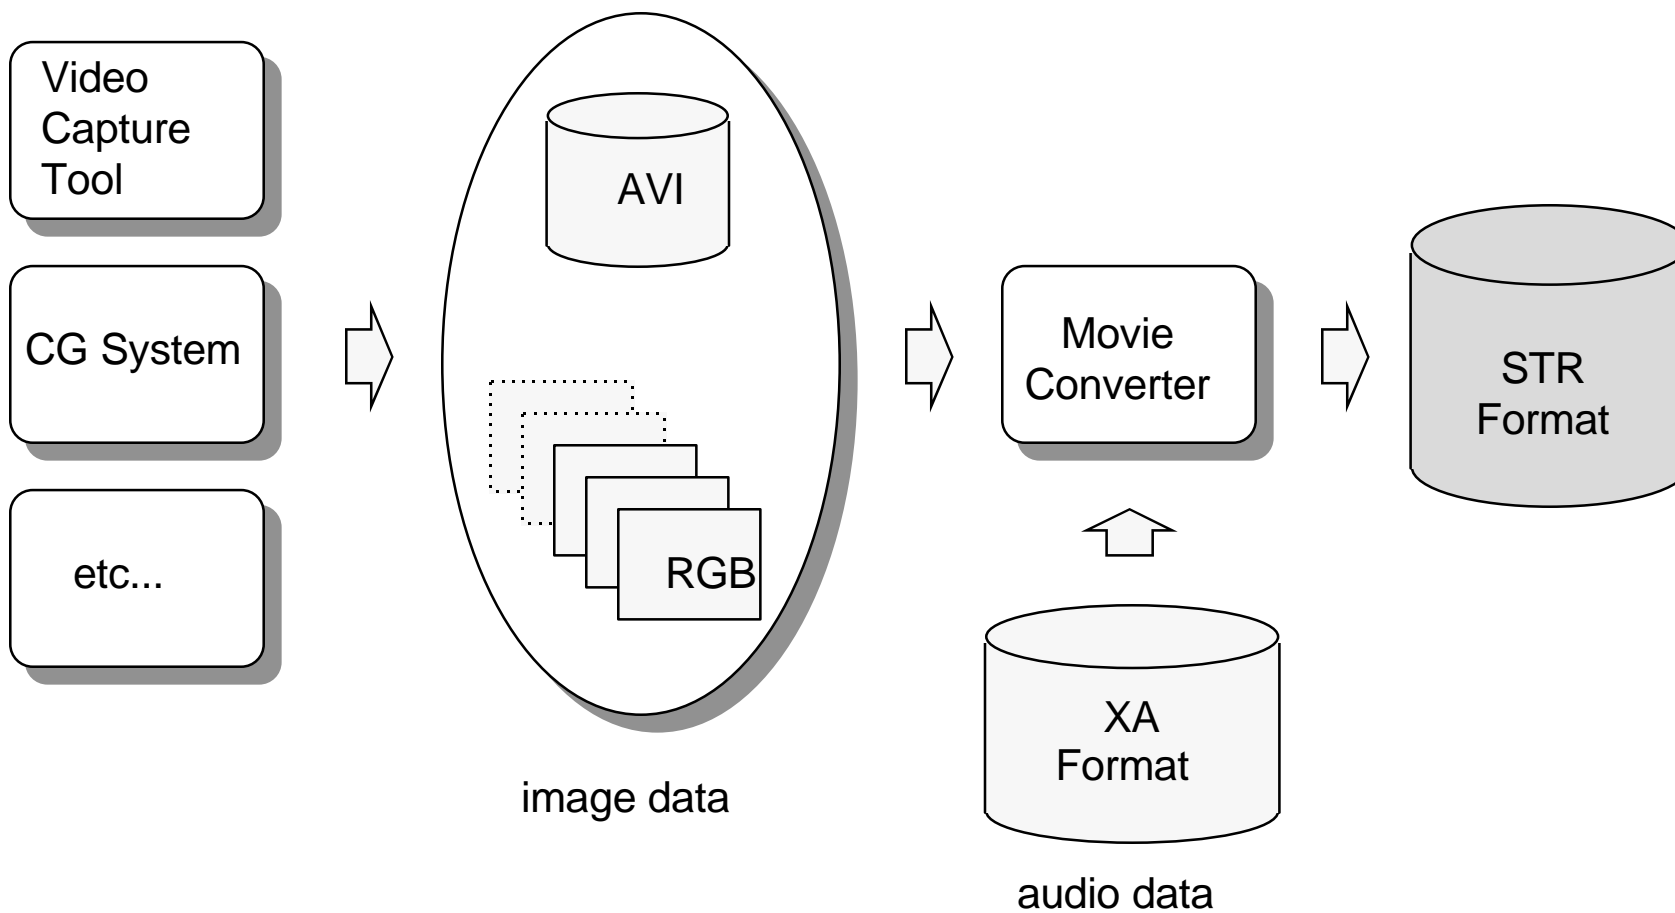 Video
Capture
Tool
CG System
etc...
AVI
RGB
image data
Movie
Converter
XA
Format
audio data
STR
Format